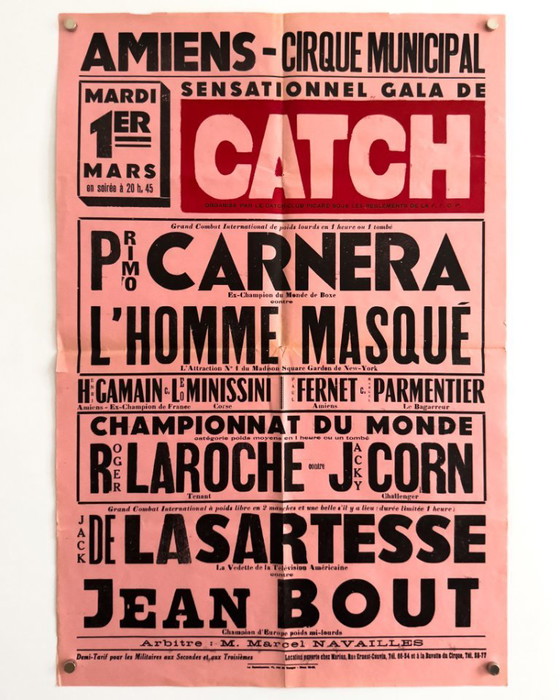 AMIENS - CIRQUE MUNICIPAL
MARDI
1ER
MARS
en soirée à 20 h. 45
SENSATIONNEL GALA DE
CATCH
Grand Combat International de poids lourds en 1 heure ou 1 tombé
PRIMO CARNERA
Ex-Champion du Monde de Boxe
contre
L'HOMME MASQUÉ
L'Attraction N° 1 du Madison Square Garden de New-York
GAMAIN C. MINISSINI
Amiens - Ex-Champion de France Corse
FERNET C. PARMENTIER
Amiens Le Bagarreur
CHAMPIONNAT DU MONDE
catégorie poids moyens en 1 heure ou un tombé
ROGER LAROCHE contre JACKY CORN
Tenant Challenger
Grand Combat International à poids libre en 2 manches et une belle s'il y a lieu (durée limitée 1 heure)
JACK DE LASARTESSE
La Vedette de la Télévision Américaine
contre
JEAN BOUT
Champion d'Europe poids mi-lourds
Arbitre : M. Marcel NAVAILLES
Demi-Tarif pour les Militaires aux Secondes et aux Troisièmes